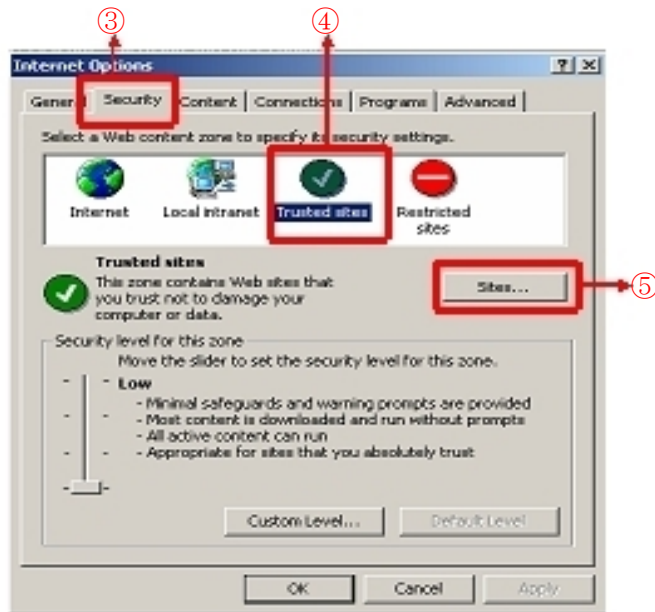 ③ ④
Internet Options
General Security Content Connections Programs Advanced
Select a Web content zone to specify its security settings.
Internet Local intranet Trusted sites Restricted sites
Trusted sites
This zone contains Web sites that
you trust not to damage your
computer or data.
Sites... ⑤
Security level for this zone
Move the slider to set the security level for this zone.
Low
- Minimal safeguards and warning prompts are provided
- Most content is downloaded and run without prompts
- All active content can run
- Appropriate for sites that you absolutely trust
Custom Level... Default Level
OK Cancel Apply